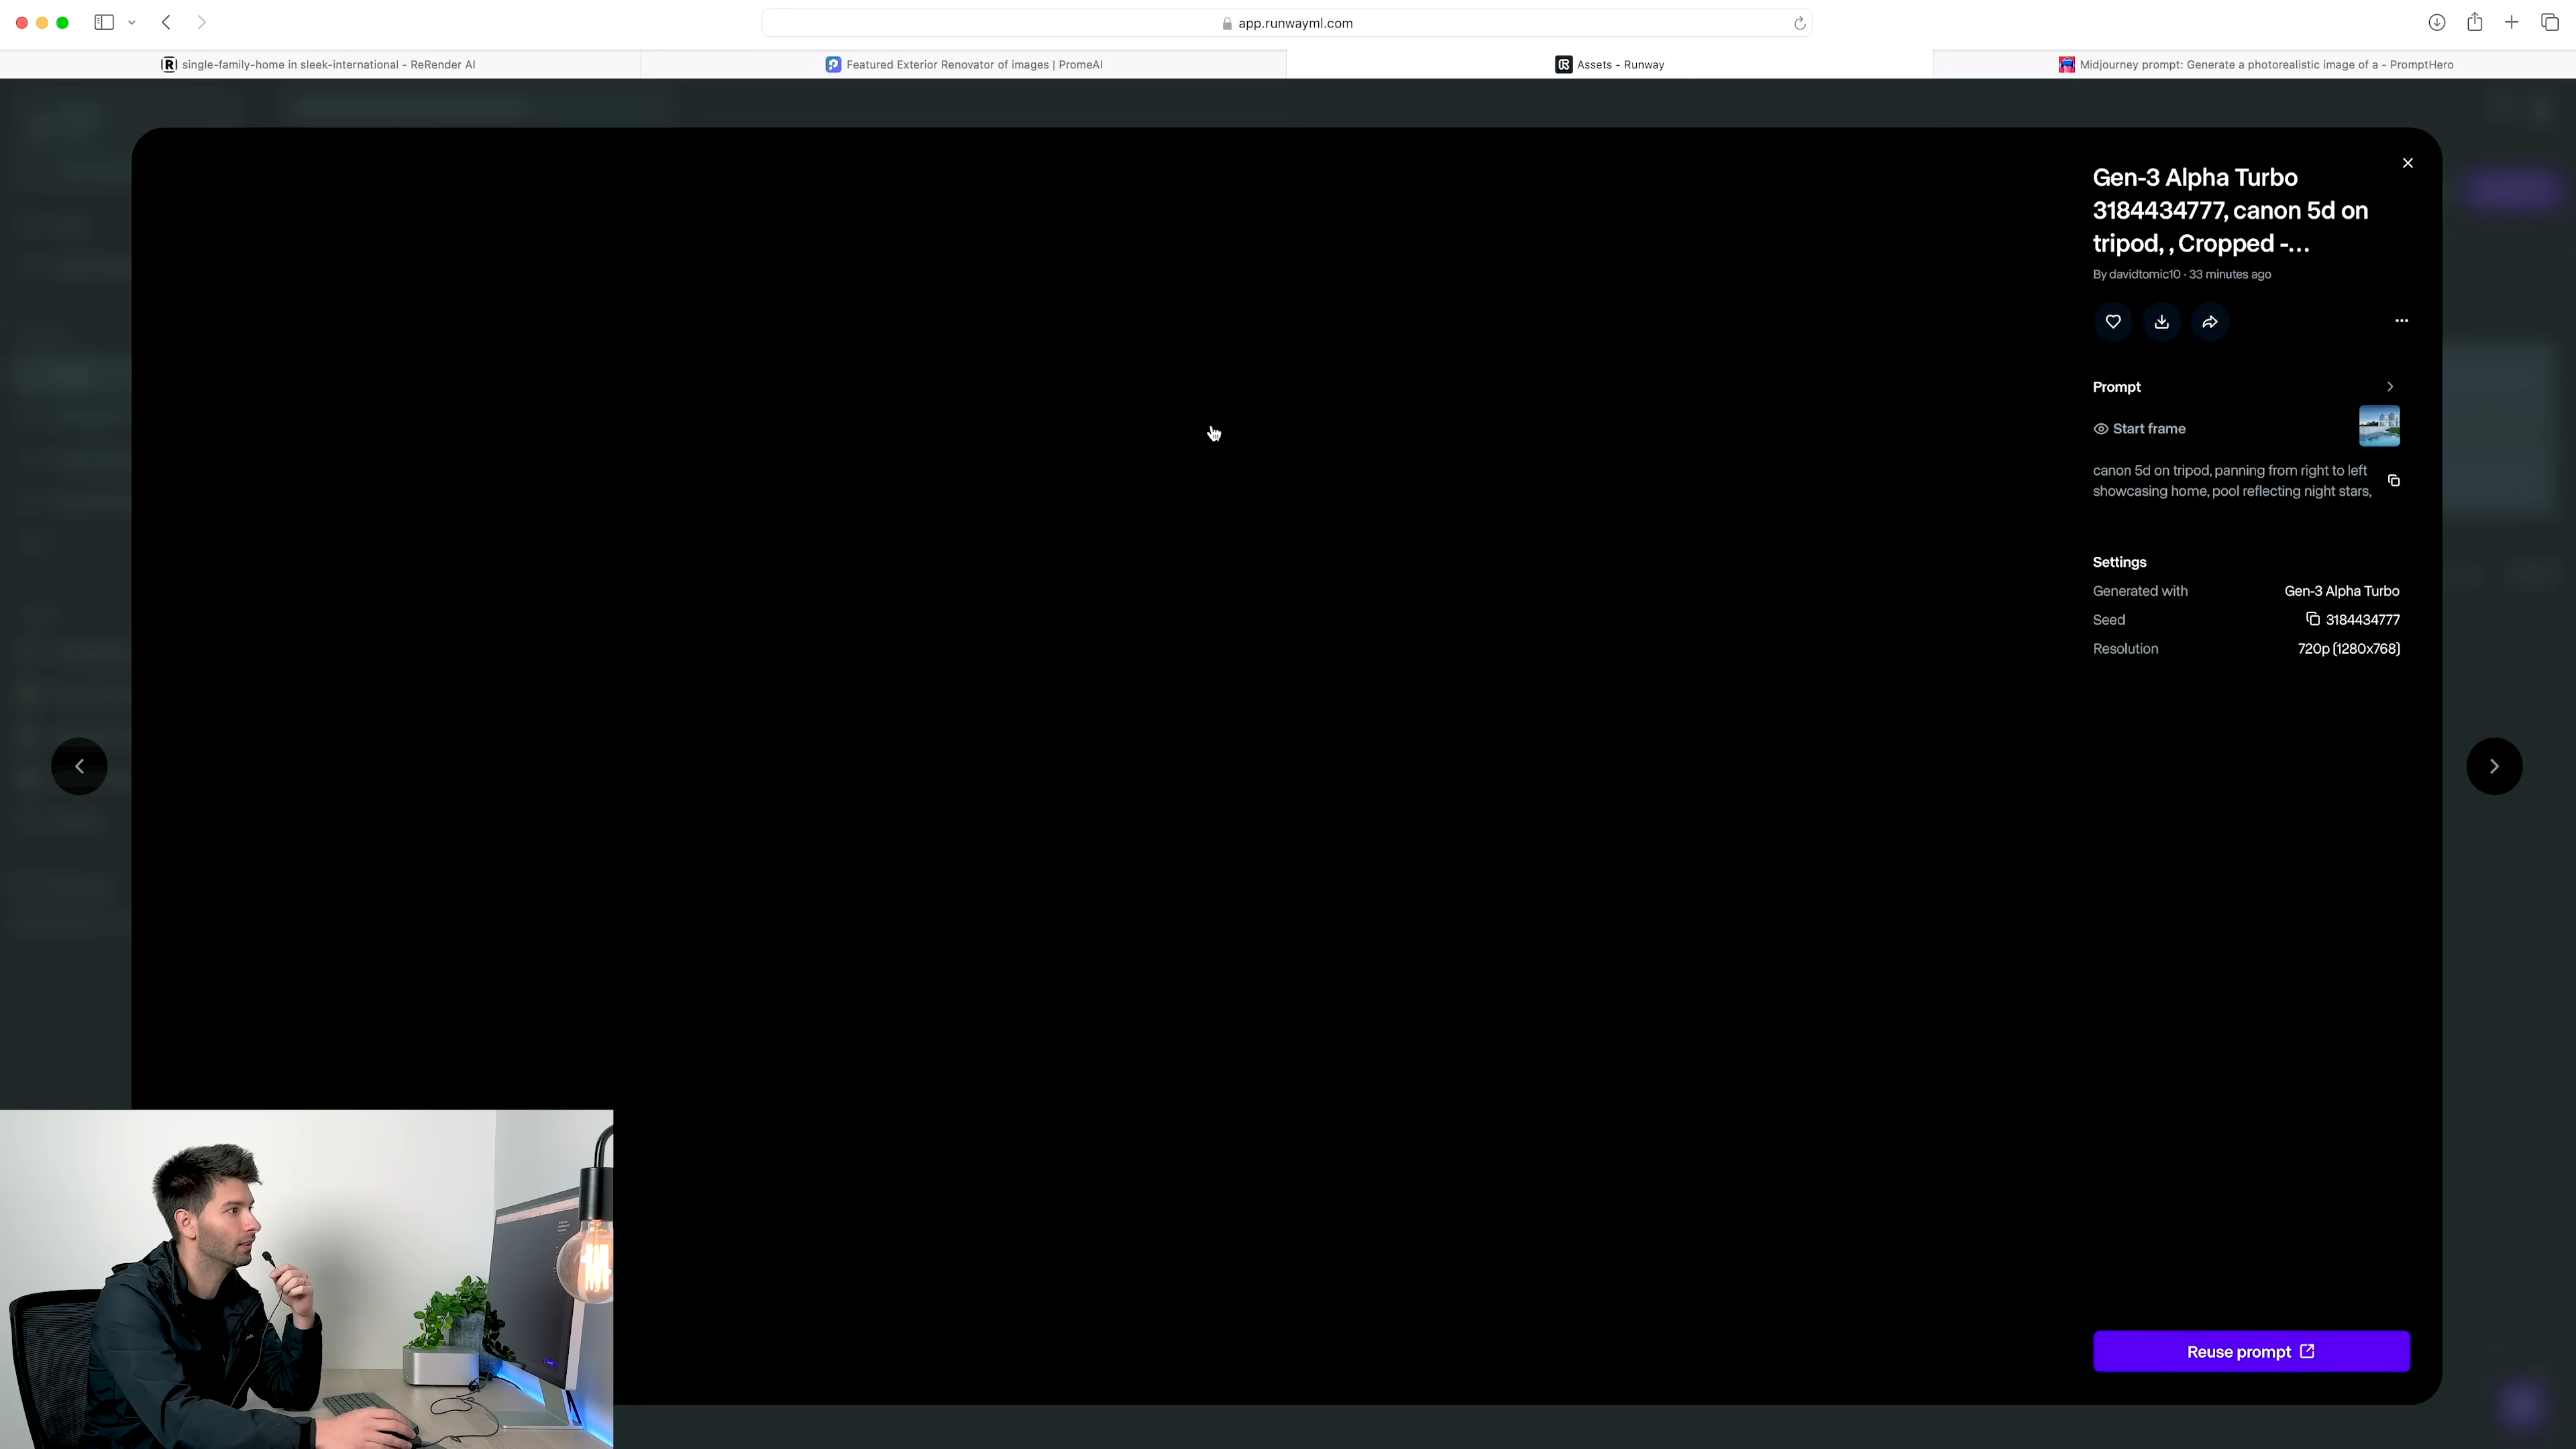 app.runwayml.com
single-family-home in sleek-international - ReRender AI
Featured Exterior Renovator of images | PromeAI
Assets - Runway
Midjourney prompt: Generate a photorealistic image of a - PromptHero
Gen-3 Alpha Turbo
3184434777, canon 5d on
tripod, , Cropped -...
By davidtomic10 · 33 minutes ago
Prompt
Start frame
canon 5d on tripod, panning from right to left
showcasing home, pool reflecting night stars,
Settings
Generated with Gen-3 Alpha Turbo
Seed 3184434777
Resolution 720p (1280x768)
Reuse prompt